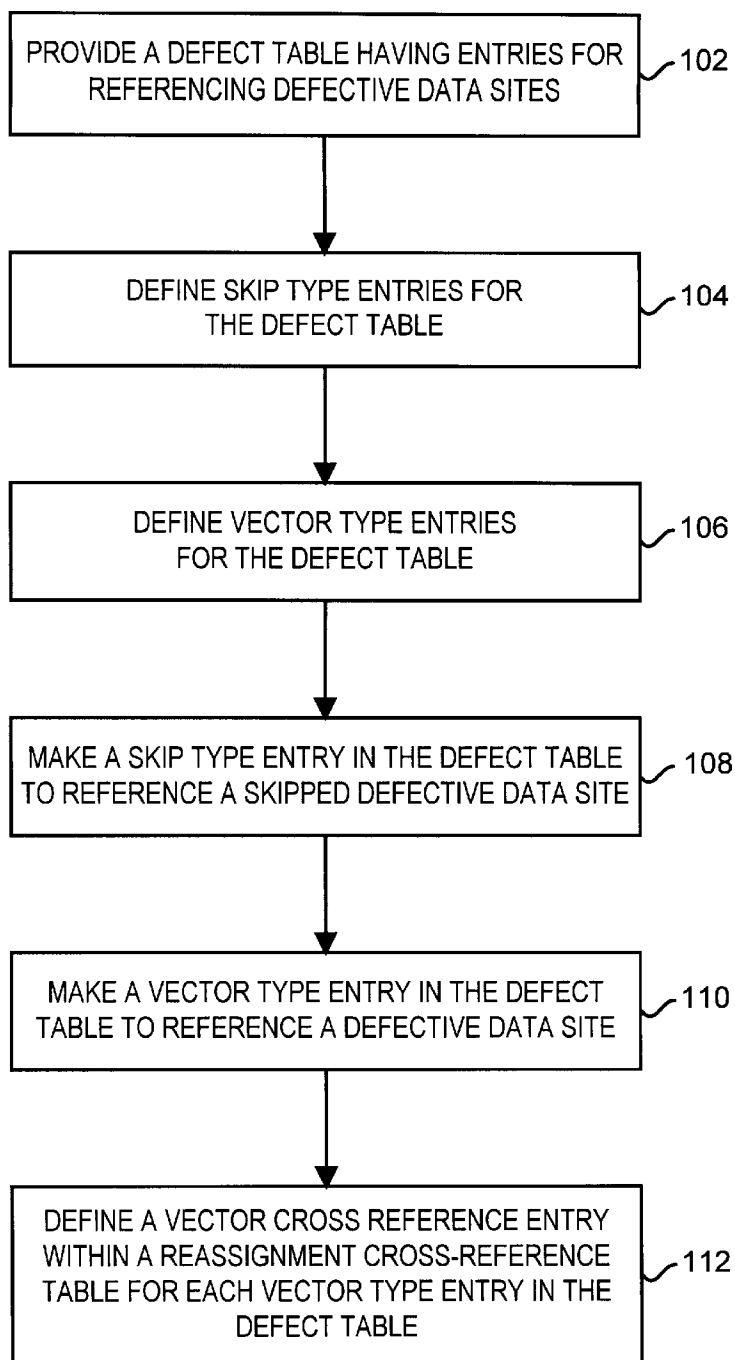 PROVIDE A DEFECT TABLE HAVING ENTRIES FOR
REFERENCING DEFECTIVE DATA SITES
102
DEFINE SKIP TYPE ENTRIES FOR
THE DEFECT TABLE
104
DEFINE VECTOR TYPE ENTRIES
FOR THE DEFECT TABLE
106
MAKE A SKIP TYPE ENTRY IN THE DEFECT TABLE
TO REFERENCE A SKIPPED DEFECTIVE DATA SITE
108
MAKE A VECTOR TYPE ENTRY IN THE DEFECT
TABLE TO REFERENCE A DEFECTIVE DATA SITE
110
DEFINE A VECTOR CROSS REFERENCE ENTRY
WITHIN A REASSIGNMENT CROSS-REFERENCE
TABLE FOR EACH VECTOR TYPE ENTRY IN THE
DEFECT TABLE
112